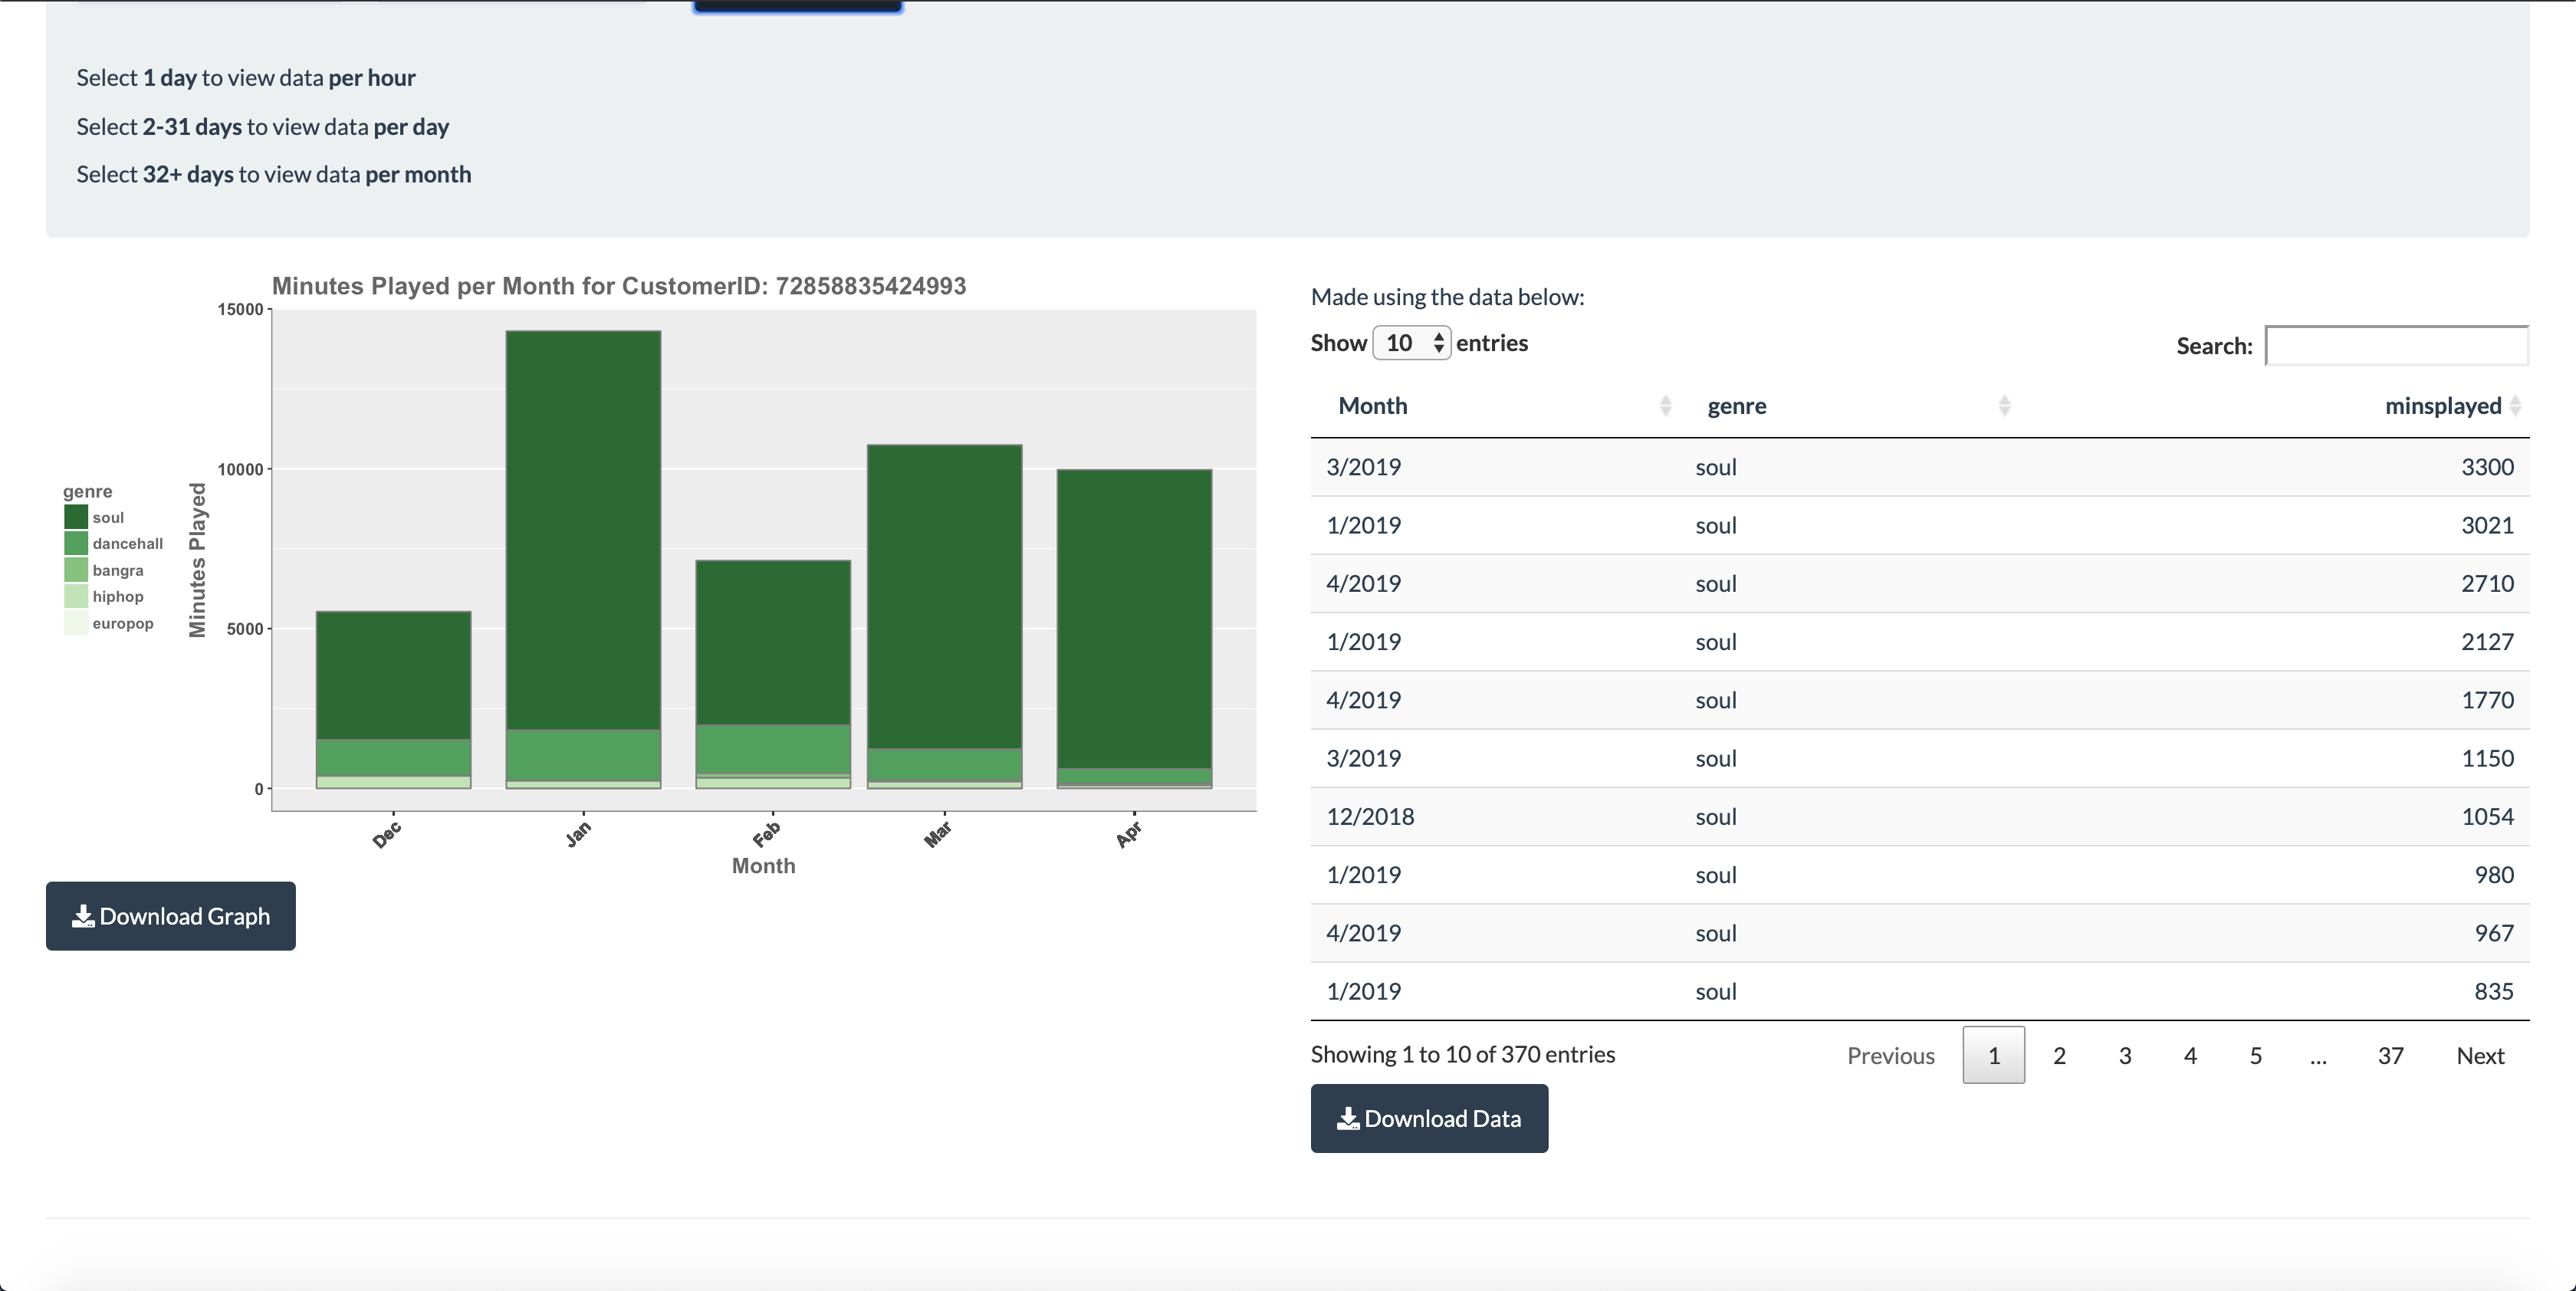 Select 1 day to view data per hour
Select 2-31 days to view data per day
Select 32+ days to view data per month
Minutes Played per Month for CustomerID: 72858835424993
15000
10000
5000
0
Minutes Played
genre
soul
dancehall
bangra
hiphop
europop
Dec Jan Feb Mar Apr
Month
Download Graph
Made using the data below:
Show 10 entries Search:
Month genre minsplayed
3/2019 soul 3300
1/2019 soul 3021
4/2019 soul 2710
1/2019 soul 2127
4/2019 soul 1770
3/2019 soul 1150
12/2018 soul 1054
1/2019 soul 980
4/2019 soul 967
1/2019 soul 835
Showing 1 to 10 of 370 entries Previous 1 2 3 4 5 ... 37 Next
Download Data